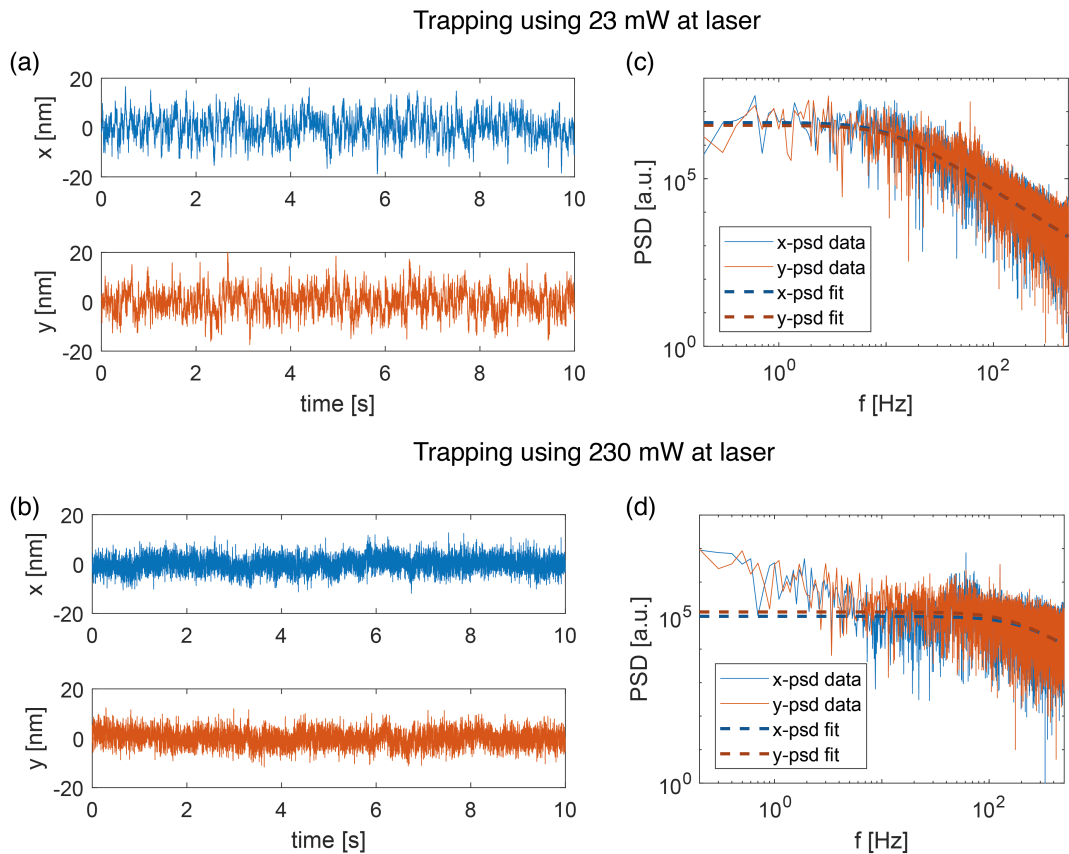 Trapping using 23 mW at laser
(a)
20
0
-20
x [nm]
0 2 4 6 8 10
20
0
-20
y [nm]
0 2 4 6 8 10
time [s]
(c)
10^5
10^0
PSD [a.u.]
x-psd data
y-psd data
x-psd fit
y-psd fit
10^0 10^2
f [Hz]
Trapping using 230 mW at laser
(b)
20
0
-20
x [nm]
0 2 4 6 8 10
20
0
-20
y [nm]
0 2 4 6 8 10
time [s]
(d)
10^5
10^0
PSD [a.u.]
x-psd data
y-psd data
x-psd fit
y-psd fit
10^0 10^2
f [Hz]